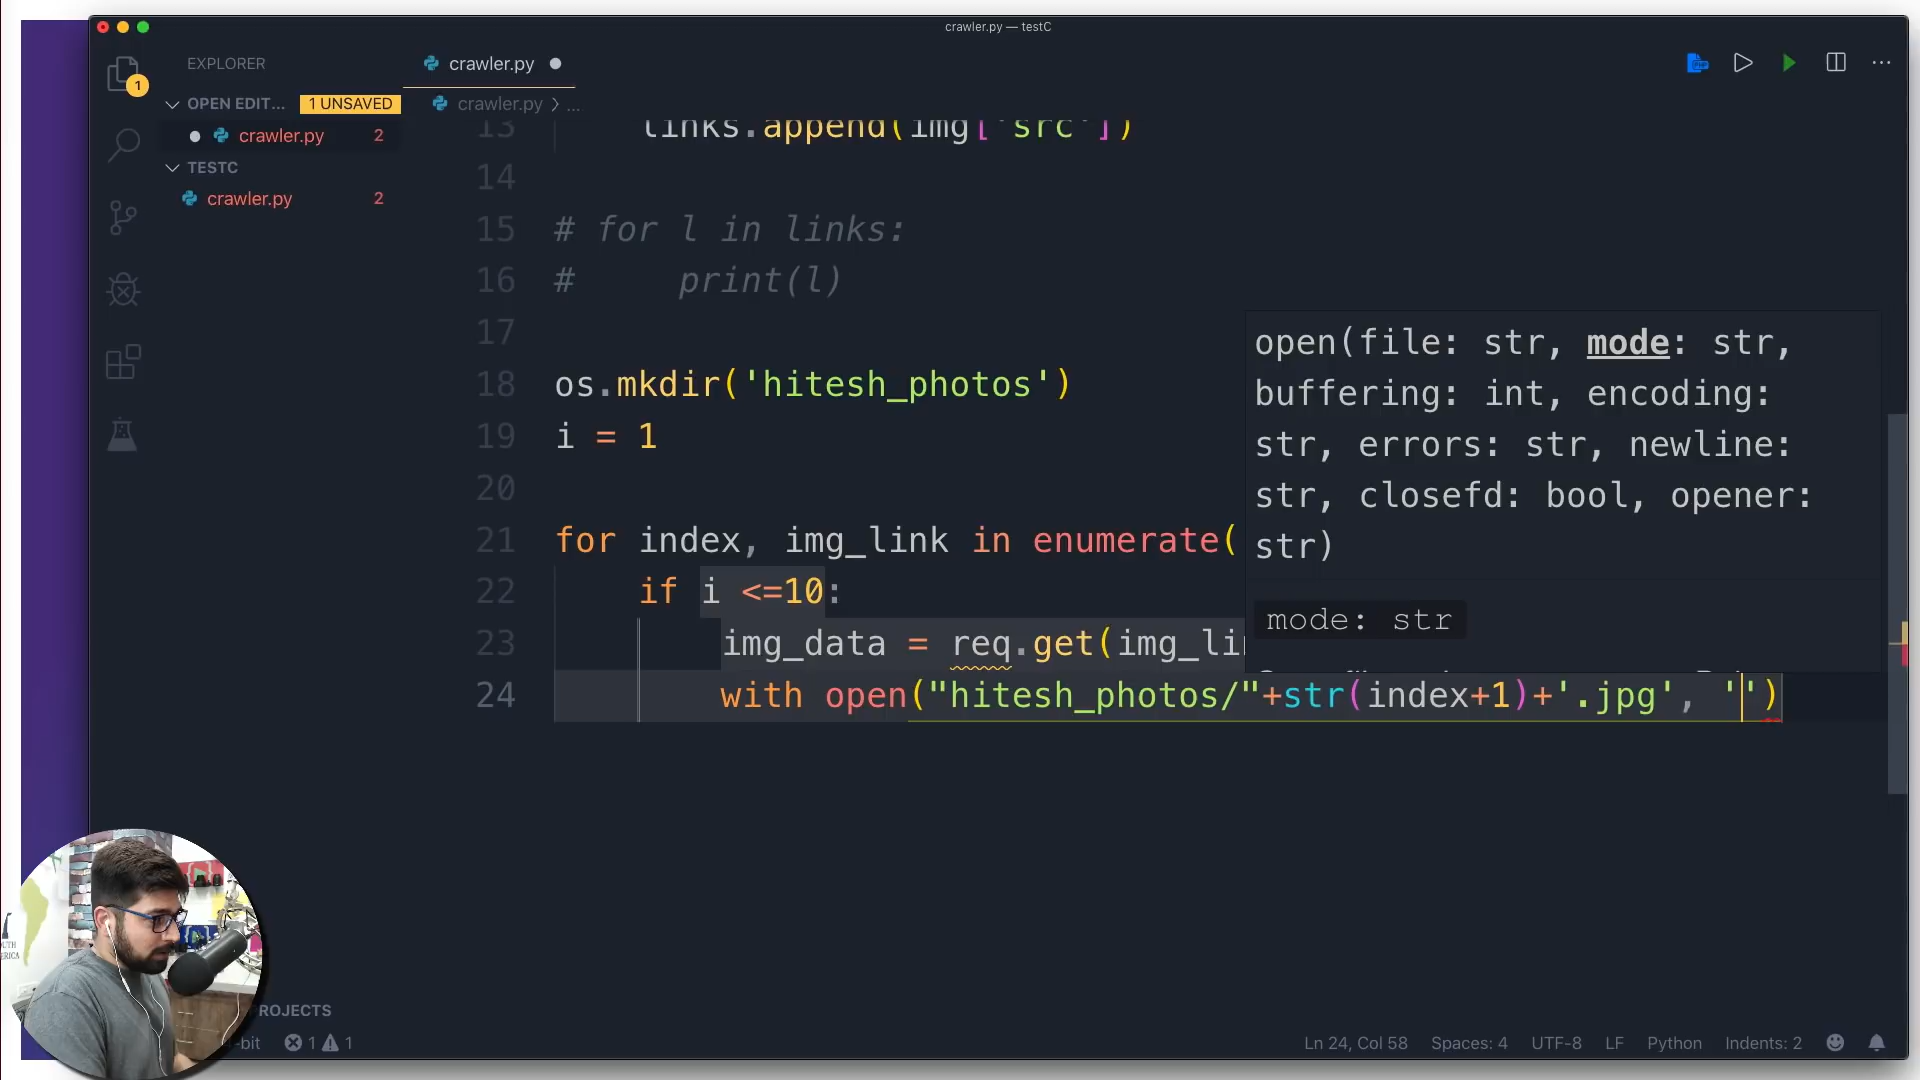 crawler.py — testC
EXPLORER
crawler.py
1
OPEN EDIT...
1 UNSAVED
crawler.py > ...
crawler.py
2
TESTC
crawler.py
2
13 links.append(img['src'])
14
15 # for l in links:
16 #     print(l)
17
18 os.mkdir('hitesh_photos')
19 i = 1
20
21 for index, img_link in enumerate(
22 if i <=10:
23 img_data = req.get(img_li
24 with open("hitesh_photos/"+str(index+1)+'.jpg', '')
open(file: str, mode: str,
buffering: int, encoding:
str, errors: str, newline:
str, closefd: bool, opener:
str)
mode: str
ROJECTS
-bit
1
1
Ln 24, Col 58
Spaces: 4
UTF-8
LF
Python
Indents: 2